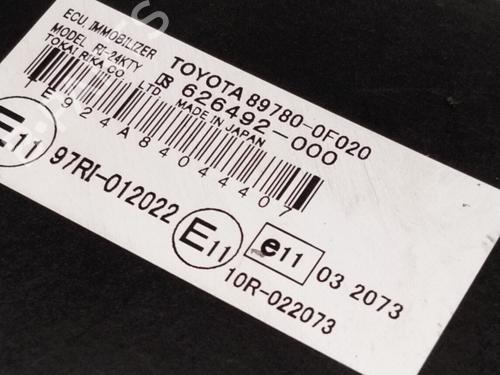 ECU, IMMOBILIZER
MODEL RI-24KTY TOYOTA 89780-0F020
TOKAI RIKA CO., LTD 626492-000
MADE IN JAPAN
E924A8404407
E11 97RI-012022
E11 e11 03 2073
10R-022073